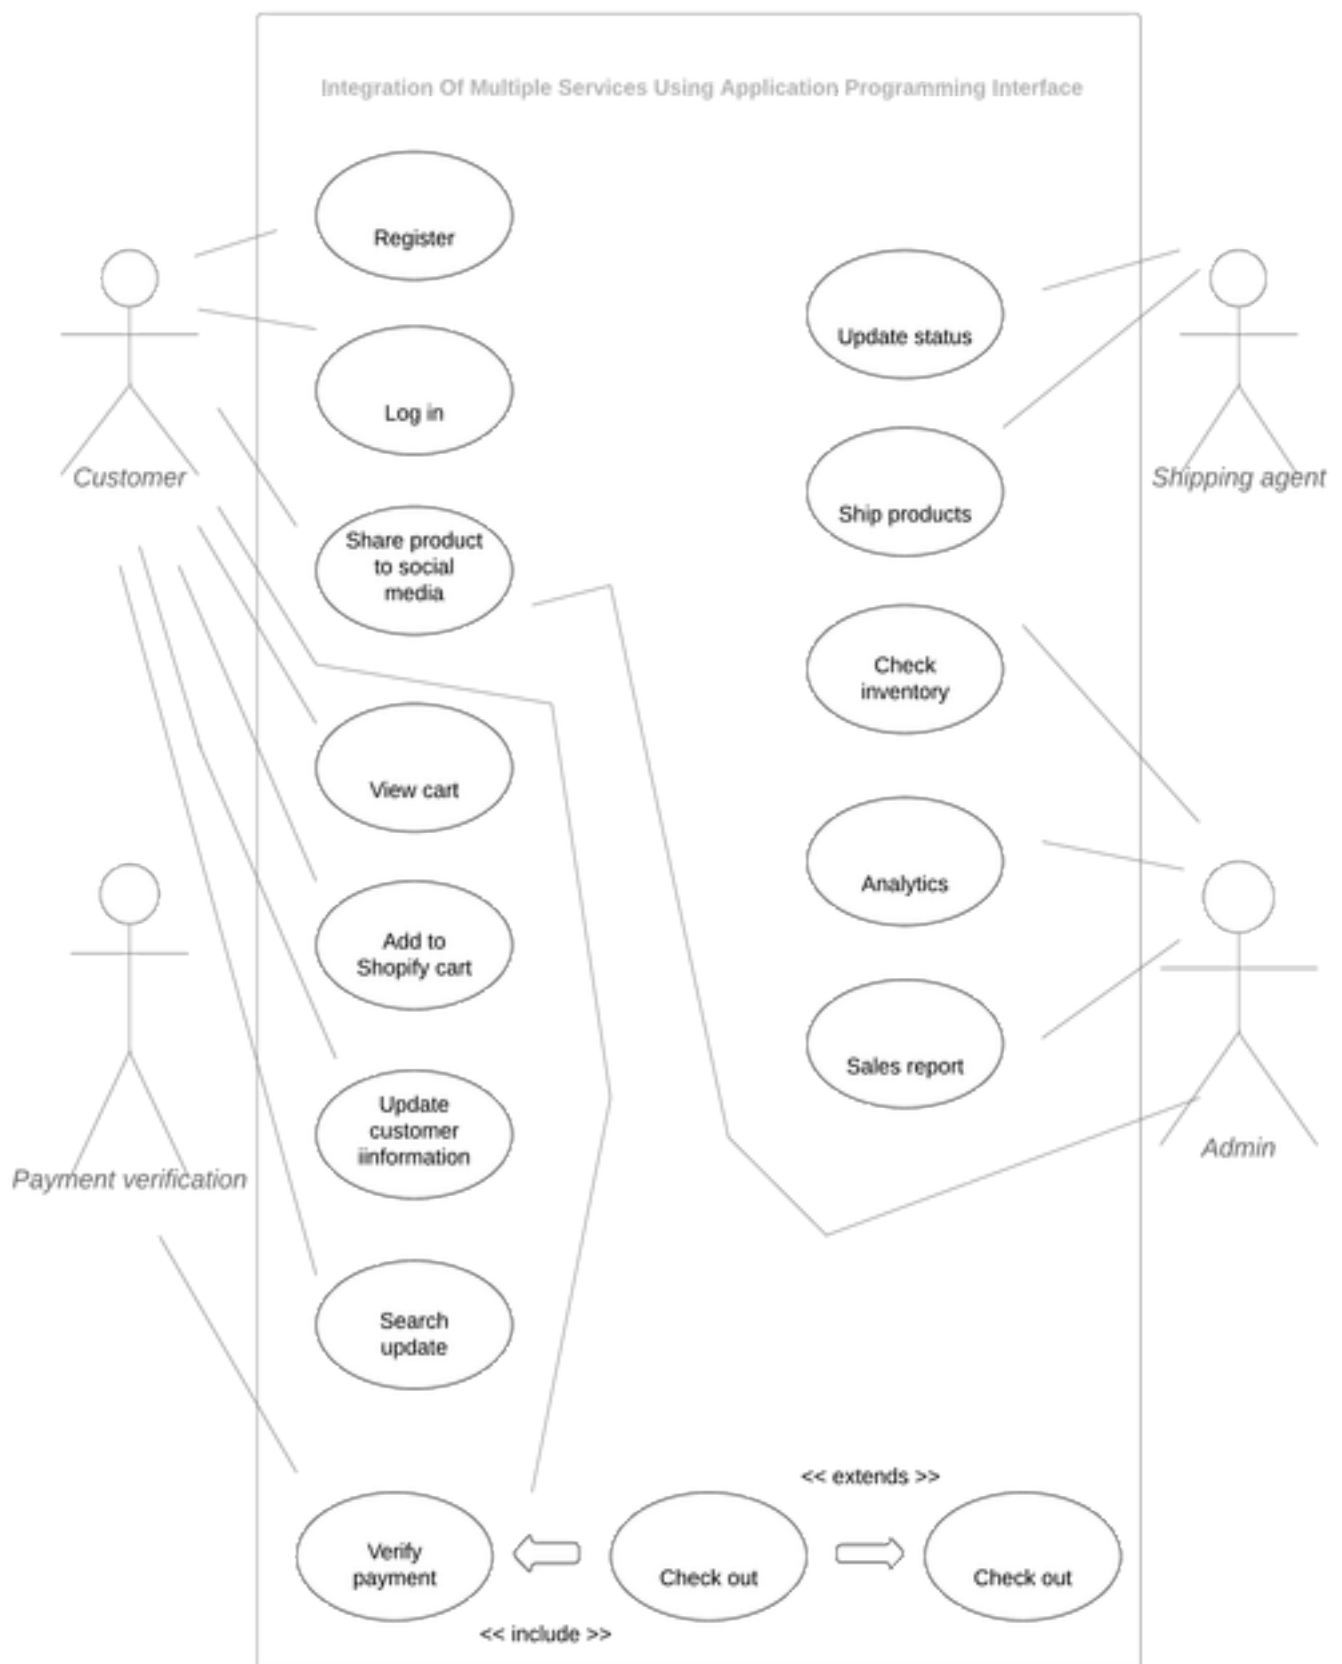 Integration Of Multiple Services Using Application Programming Interface
Register
Update status
Log in
Customer
Shipping agent
Ship products
Share product
to social
media
Check
inventory
View cart
Analytics
Add to
Shopify cart
Sales report
Update
customer
iinformation
Admin
Payment verification
Search
update
<< extends >>
Verify
payment
Check out
Check out
<< include >>